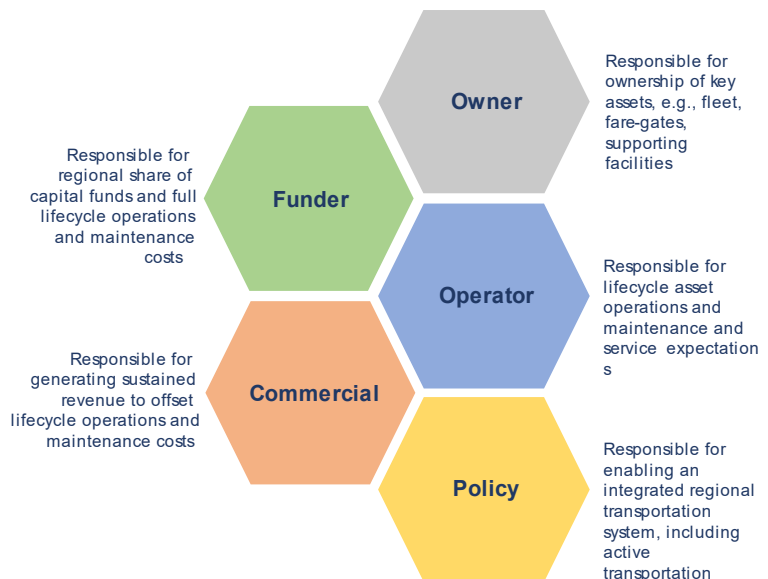 Owner
Responsible for
ownership of key
assets, e.g., fleet,
fare-gates,
supporting
facilities
Responsible for
regional share of
capital funds and full
lifecycle operations
and maintenance
costs
Funder
Operator
Responsible for
lifecycle asset
operations and
maintenance and
service expectation
s
Responsible for
generating sustained
revenue to offset
lifecycle operations and
maintenance costs
Commercial
Policy
Responsible for
enabling an
integrated regional
transportation
system, including
active
transportation